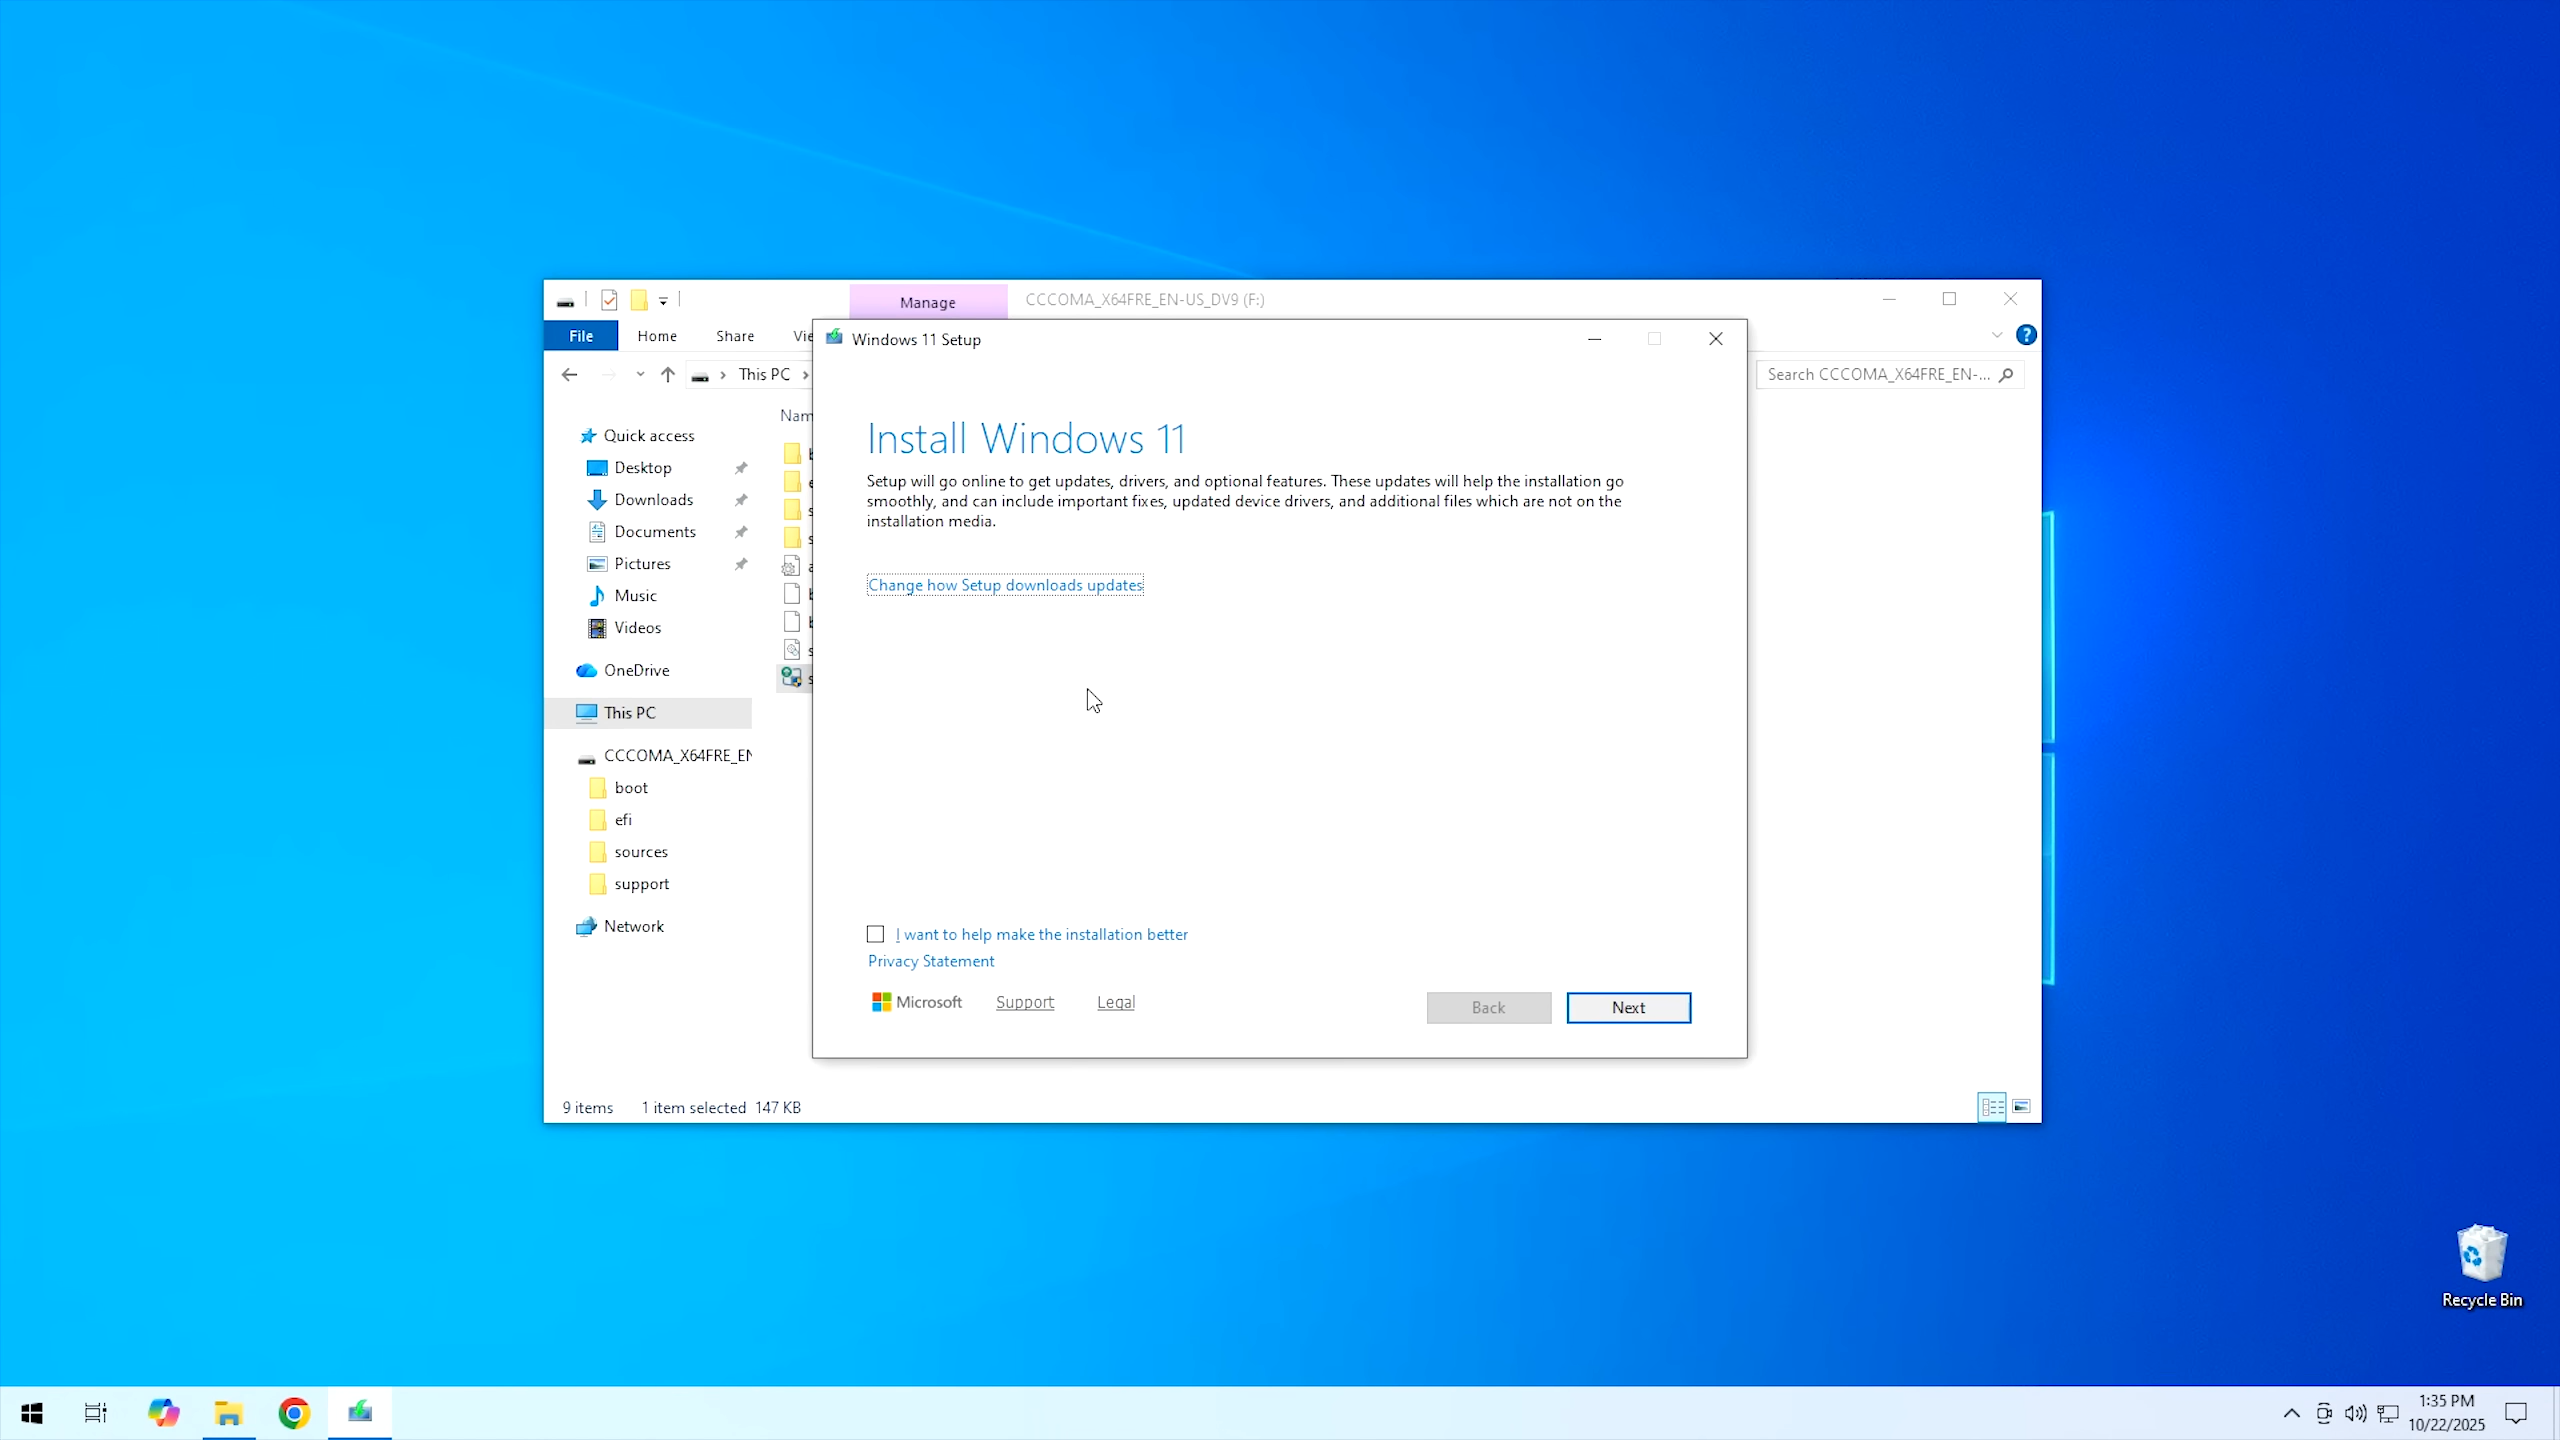 Manage
CCCOMA_X64FRE_EN-US_DV9 (F:)
File
Home
Share
Windows 11 Setup
This PC
Search CCCOMA_X64FRE_EN-...
Quick access
Desktop
Downloads
Documents
Pictures
Music
Videos
OneDrive
This PC
CCCOMA_X64FRE_EN
boot
efi
sources
support
Network
Install Windows 11
Setup will go online to get updates, drivers, and optional features. These updates will help the installation go
smoothly, and can include important fixes, updated device drivers, and additional files which are not on the
installation media.
Change how Setup downloads updates
I want to help make the installation better
Privacy Statement
Microsoft
Support
Legal
Back
Next
9 items
1 item selected 147 KB
Recycle Bin
1:35 PM
10/22/2025